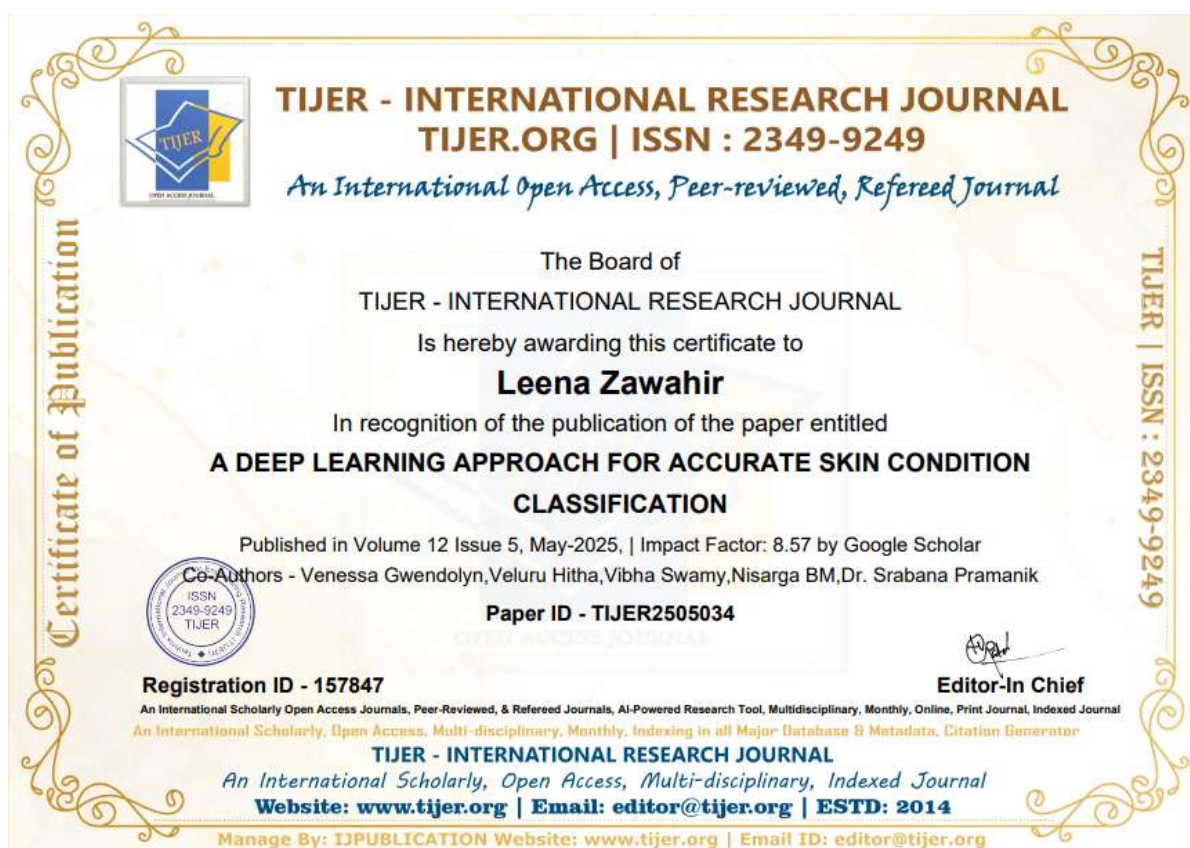 TIJER - INTERNATIONAL RESEARCH JOURNAL
TIJER.ORG | ISSN : 2349-9249
An International Open Access, Peer-reviewed, Refereed Journal
TIJER
OPEN ACCESS JOURNAL
Certificate of Publication
TIJER | ISSN : 2349-9249
The Board of
TIJER - INTERNATIONAL RESEARCH JOURNAL
Is hereby awarding this certificate to
Leena Zawahir
In recognition of the publication of the paper entitled
A DEEP LEARNING APPROACH FOR ACCURATE SKIN CONDITION
CLASSIFICATION
Published in Volume 12 Issue 5, May-2025, | Impact Factor: 8.57 by Google Scholar
Co-Authors - Venessa Gwendolyn,Veluru Hitha,Vibha Swamy,Nisarga BM,Dr. Srabana Pramanik
ISSN
2349-9249
TIJER
Paper ID - TIJER2505034
OPEN ACCESS JOURNAL
Registration ID - 157847
Editor-In Chief
An International Scholarly Open Access Journals, Peer-Reviewed, & Refereed Journals, AI-Powered Research Tool, Multidisciplinary, Monthly, Online, Print Journal, Indexed Journal
An International Scholarly, Open Access, Multi-disciplinary, Monthly, Indexing in all Major Database & Metadata, Citation Generator
TIJER - INTERNATIONAL RESEARCH JOURNAL
An International Scholarly, Open Access, Multi-disciplinary, Indexed Journal
Website: www.tijer.org | Email: editor@tijer.org | ESTD: 2014
Manage By: IJPUBLICATION Website: www.tijer.org | Email ID: editor@tijer.org